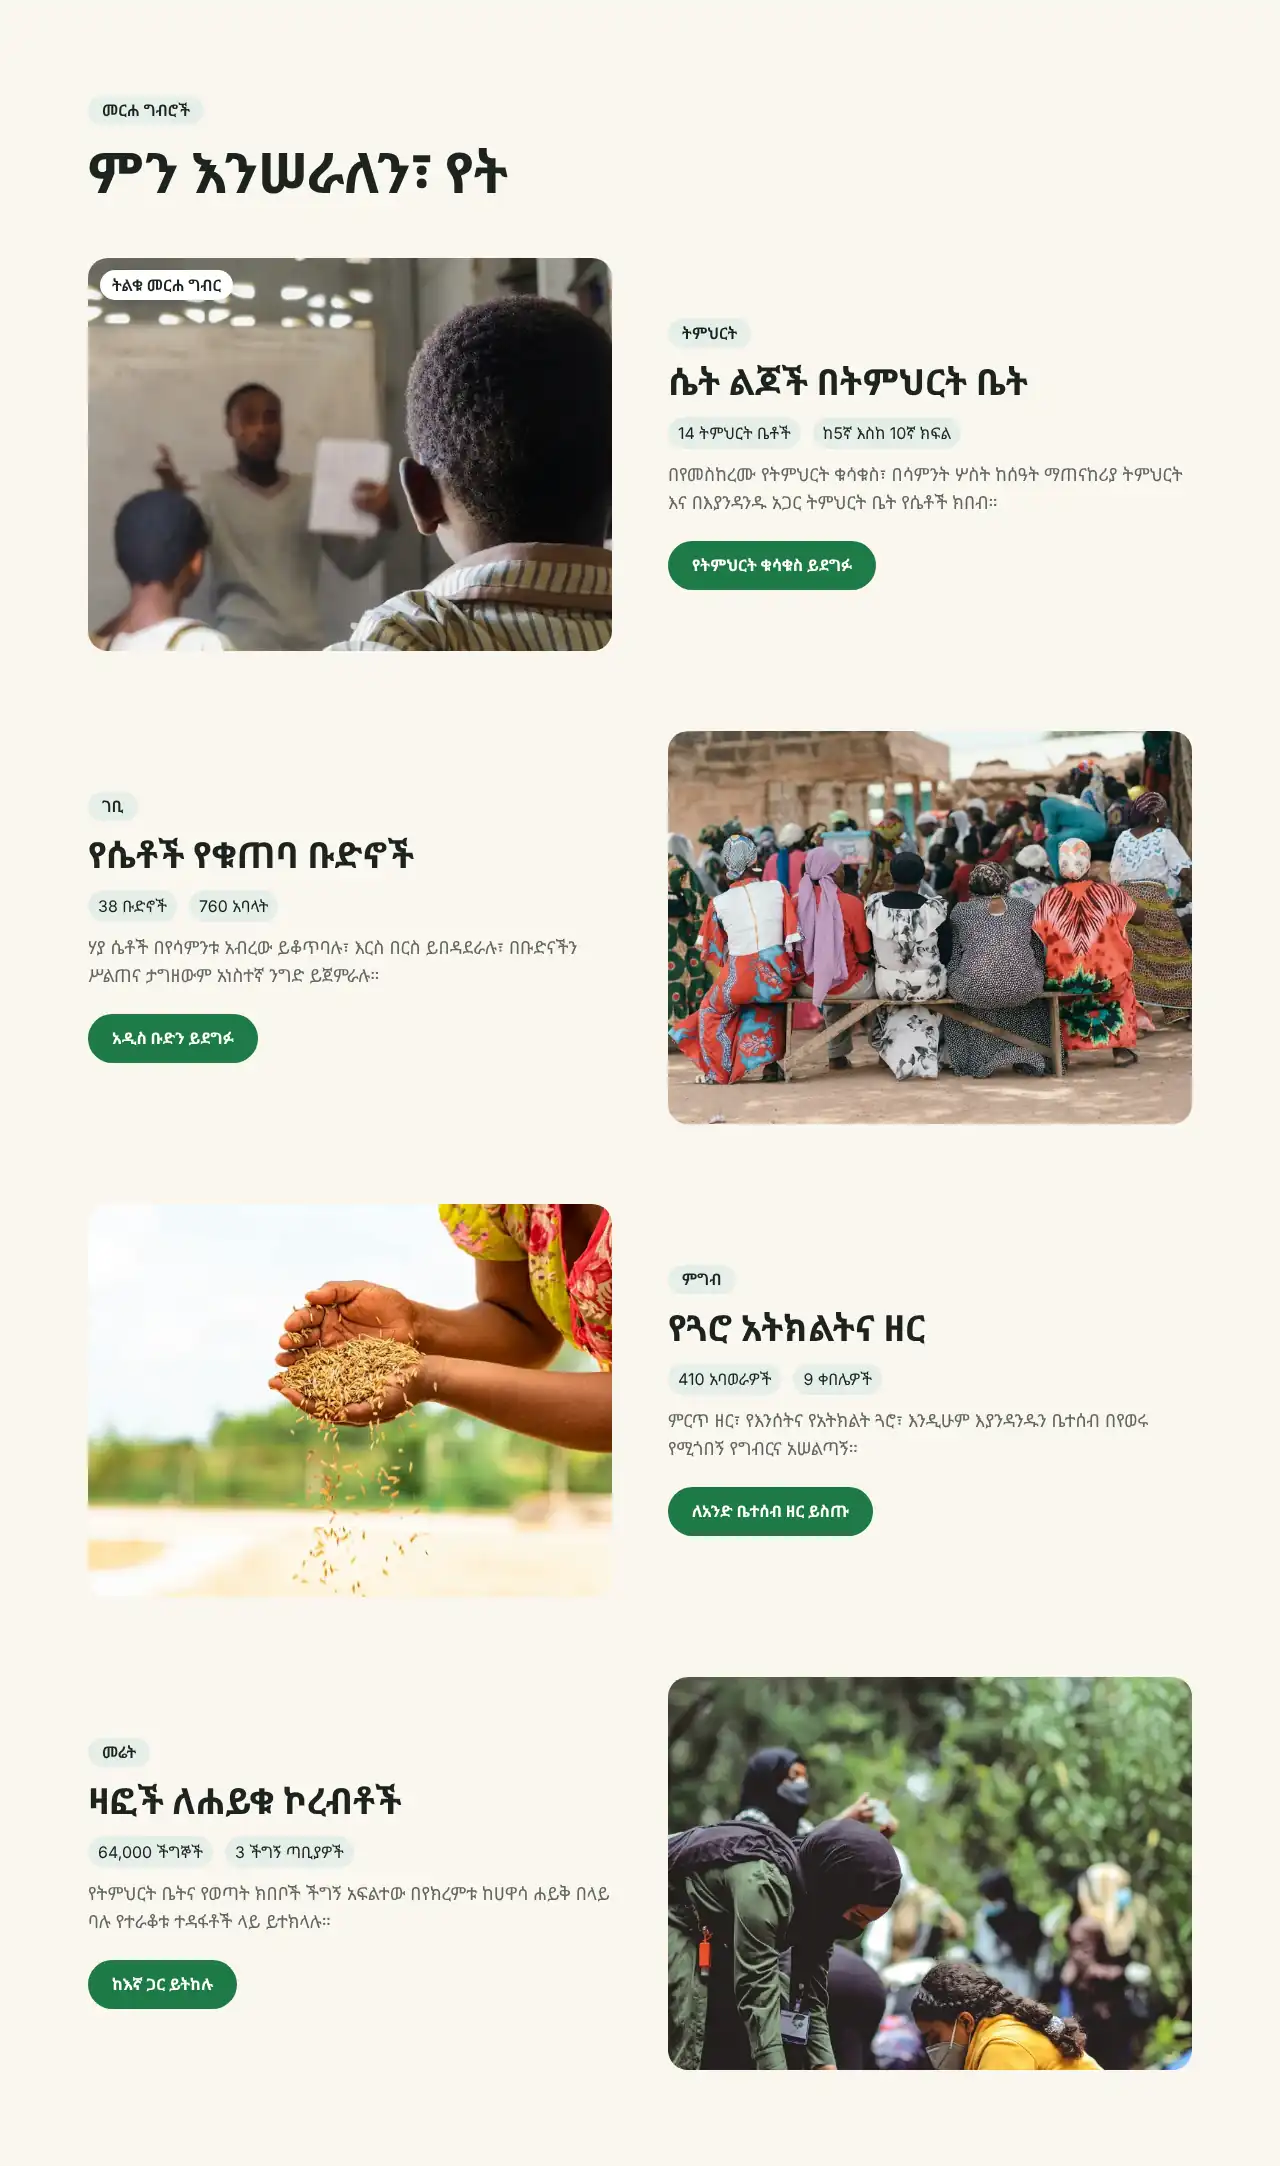 መርሐ ግብሮች
ምን እንሠራለን፣ የት
ትልቁ መርሐ ግብር
ትምህርት
ሴት ልጆች በትምህርት ቤት
14 ትምህርት ቤቶች
ከ5ኛ እስከ 10ኛ ክፍል
በየመስከረሙ የትምህርት ቁሳቁስ፣ በሳምንት ሦስት ከሰዓት ማጠናከሪያ ትምህርት
እና በእያንዳንዱ አጋር ትምህርት ቤት የሴቶች ክበብ።
የትምህርት ቁሳቁስ ይደግፉ
ገቢ
የሴቶች የቁጠባ ቡድኖች
38 ቡድኖች
760 አባላት
ሃያ ሴቶች በየሳምንቱ አብረው ይቆጥባሉ፣ እርስ በርስ ይበዳደራሉ፣ በቡድናችን
ሥልጠና ታግዘውም አነስተኛ ንግድ ይጀምራሉ።
አዲስ ቡድን ይደግፉ
ምግብ
የጓሮ አትክልትና ዘር
410 አባወራዎች
9 ቀበሌዎች
ምርጥ ዘር፣ የእንሰትና የአትክልት ጓሮ፣ እንዲሁም እያንዳንዱን ቤተሰብ በየወሩ
የሚጎበኝ የግብርና አሠልጣኝ።
ለአንድ ቤተሰብ ዘር ይስጡ
መሬት
ዛፎች ለሐይቁ ኮረብቶች
64,000 ችግኞች
3 ችግኝ ጣቢያዎች
የትምህርት ቤትና የወጣት ክበቦች ችግኝ አፍልተው በየክረምቱ ከሀዋሳ ሐይቅ በላይ
ባሉ የተራቆቱ ተዳፋቶች ላይ ይተክላሉ።
ከእኛ ጋር ይትከሉ